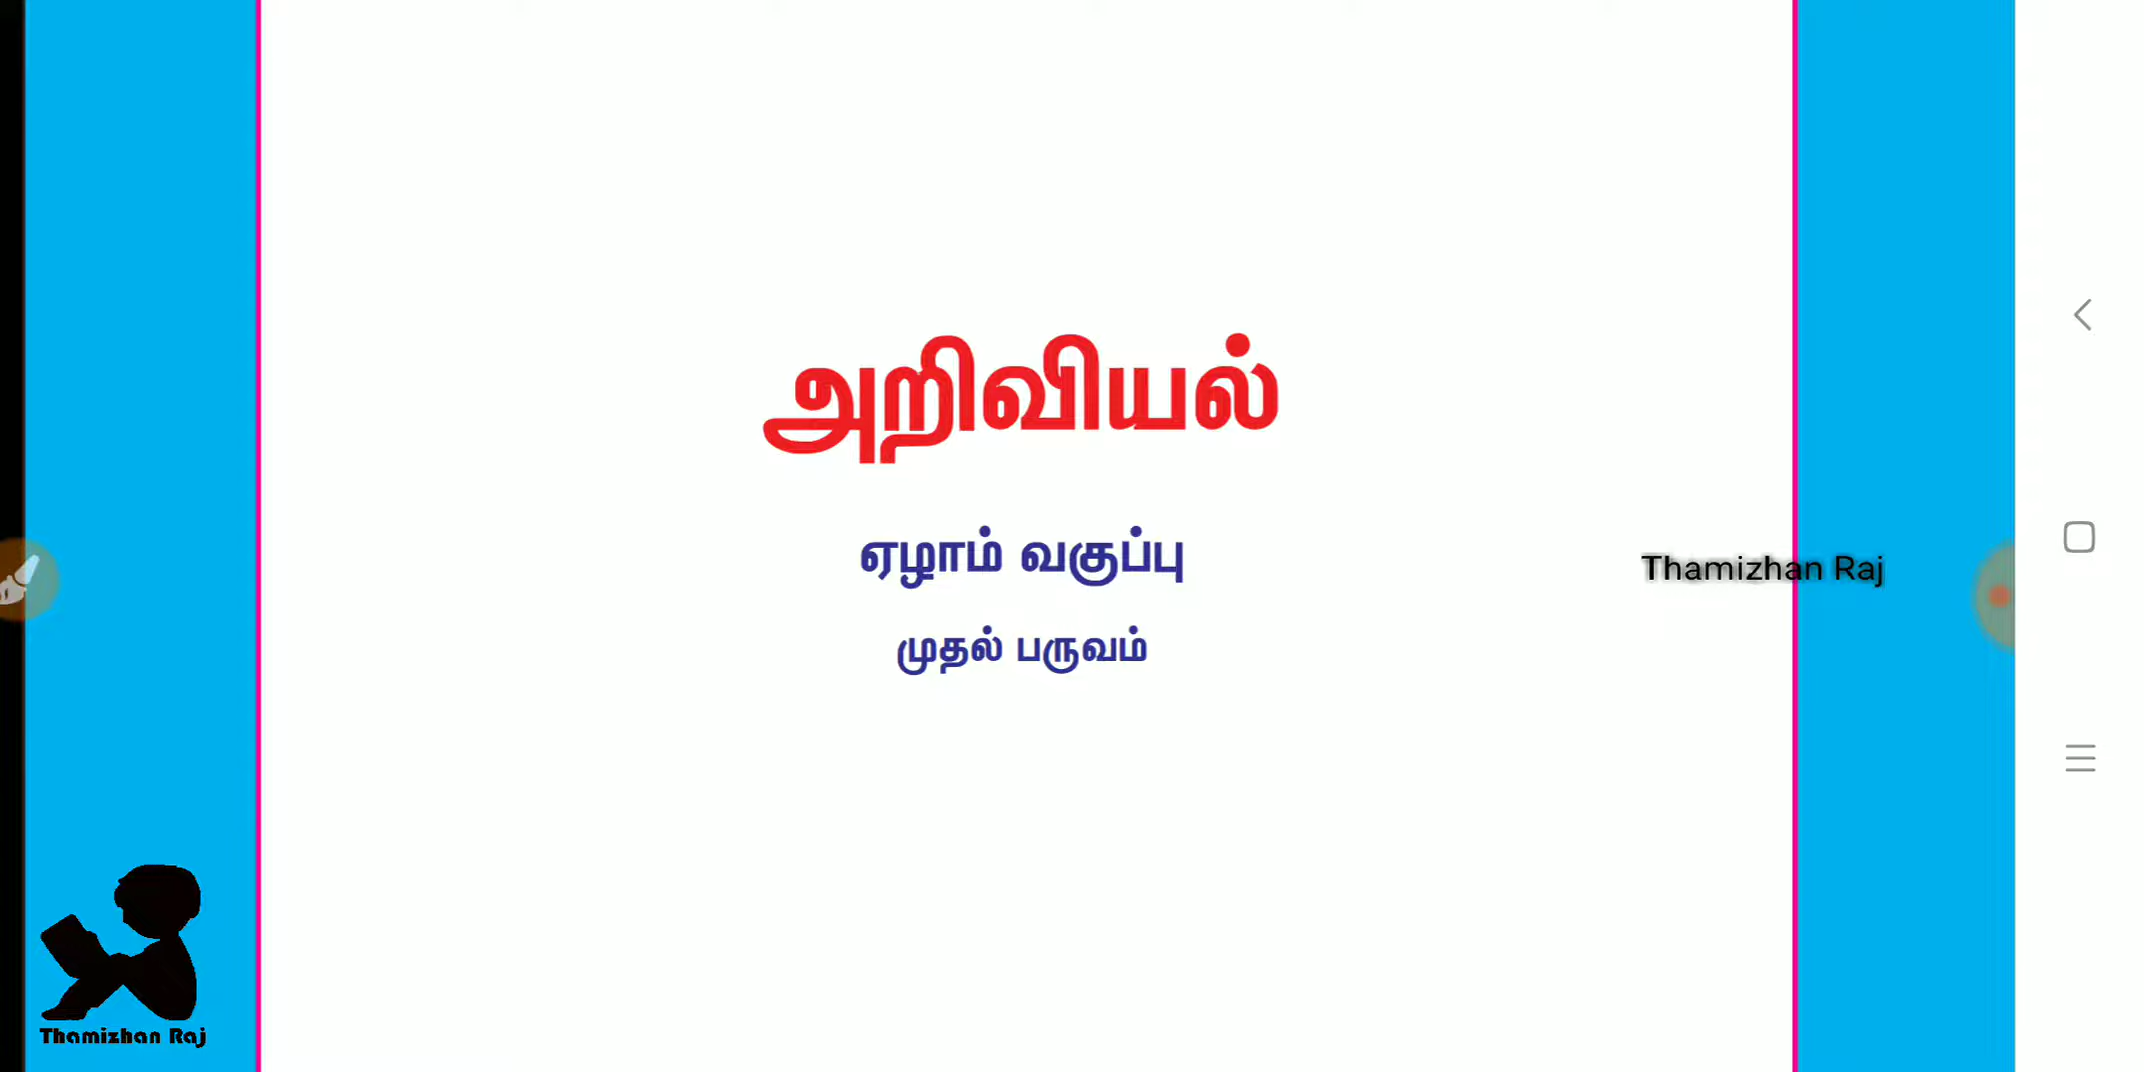 அறிவியல்
ஏழாம் வகுப்பு
முதல் பருவம்
Thamizhan Raj
Thamizhan Raj